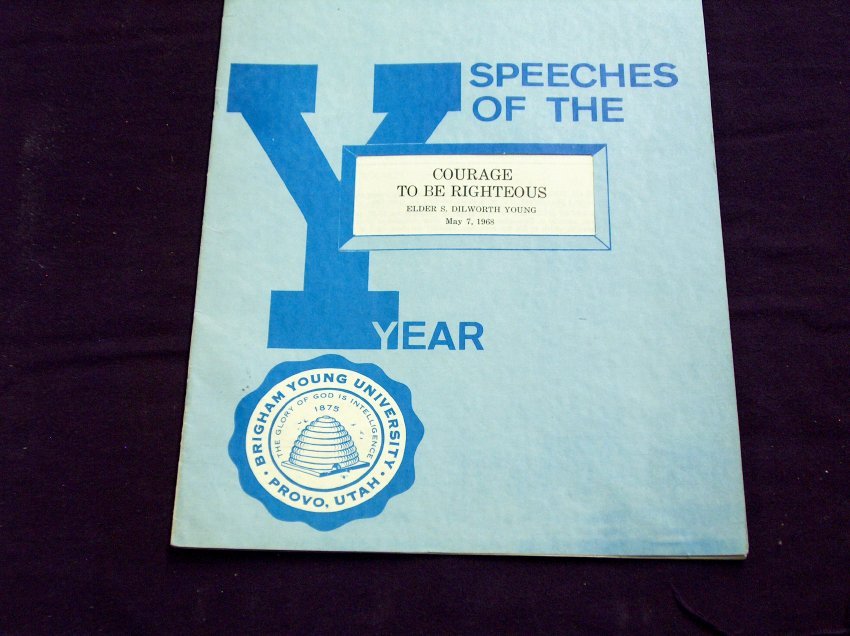 Y
SPEECHES
OF THE
COURAGE
TO BE RIGHTEOUS
ELDER S. DILWORTH YOUNG
May 7, 1968
YEAR
BRIGHAM YOUNG UNIVERSITY
THE GLORY OF GOD IS INTELLIGENCE
1875
• PROVO, UTAH •